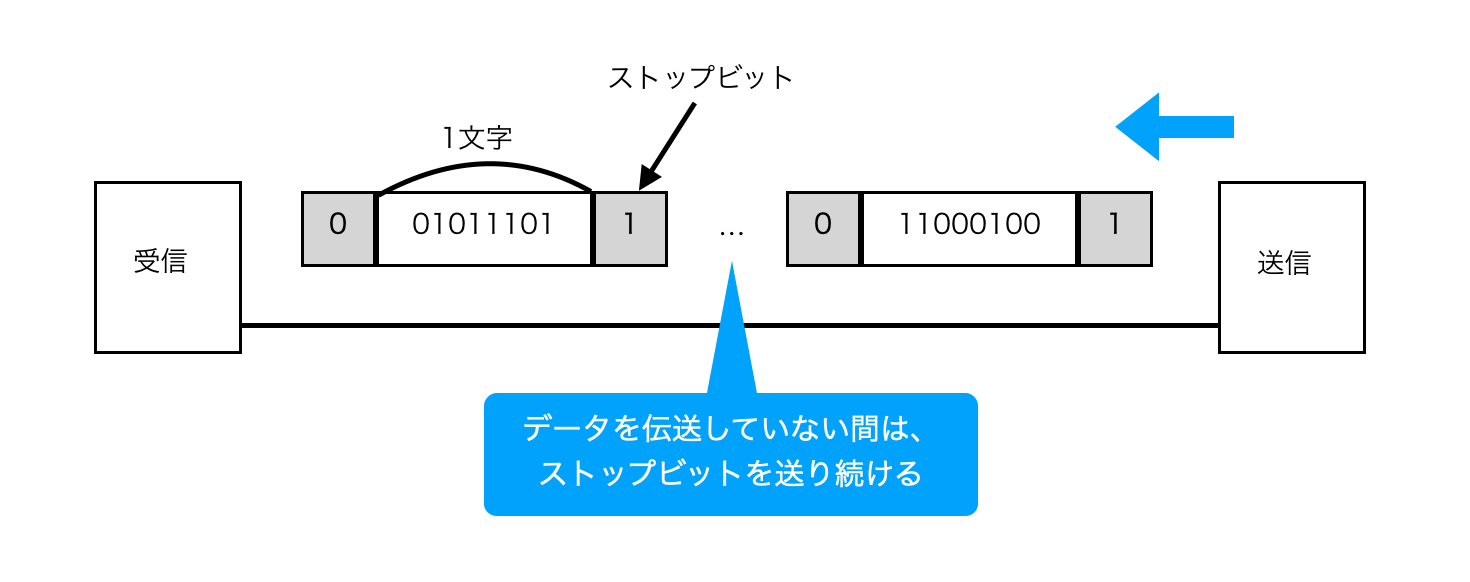 ストップビット
1文字
0 01011101 1 … 0 11000100 1
受信
送信
データを伝送していない間は、
ストップビットを送り続ける